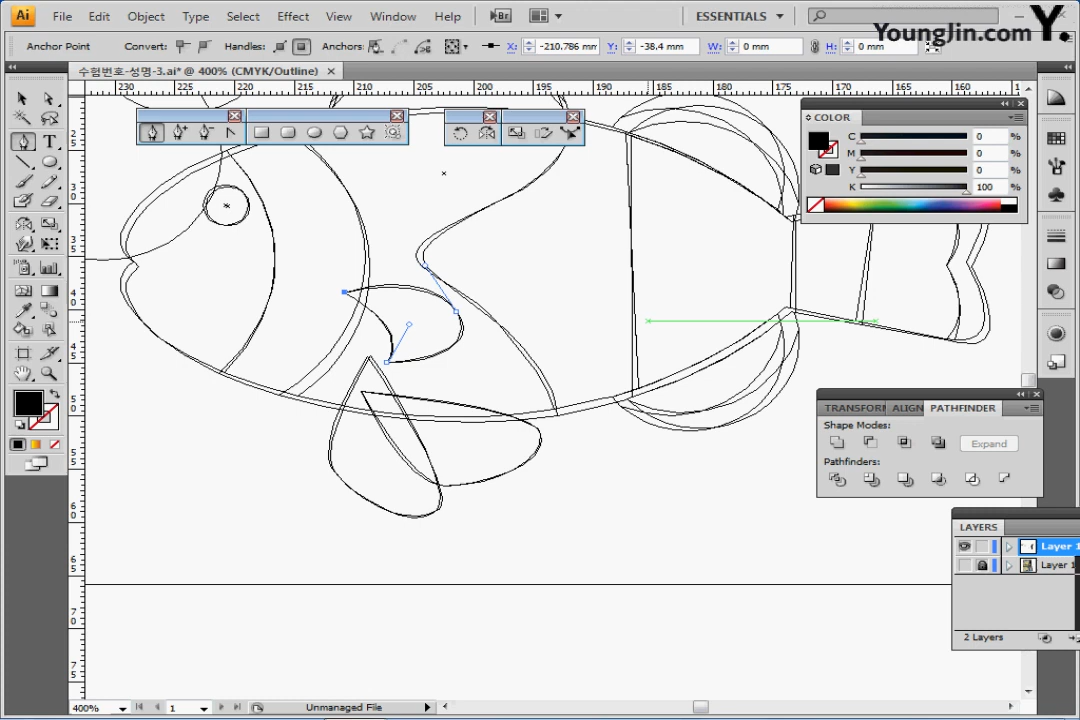 Ai File Edit Object Type Select Effect View Window Help Br ESSENTIALS
YoungJin.com Y.
Anchor Point Convert: Handles: Anchors: X: -210.786 mm Y: -38.4 mm W: 0 mm H: 0 mm
수험번호-성명-3.ai* @ 400% (CMYK/Outline)
230 225 220 215 210 205 200 195 190 185 180 175 170 165 160
COLOR
C 0 %
M 0 %
Y 0 %
K 100 %
TRANSFORM ALIGN PATHFINDER
Shape Modes:
Expand
Pathfinders:
LAYERS
Layer 1
Layer 1
2 Layers
400% 1 Unmanaged File